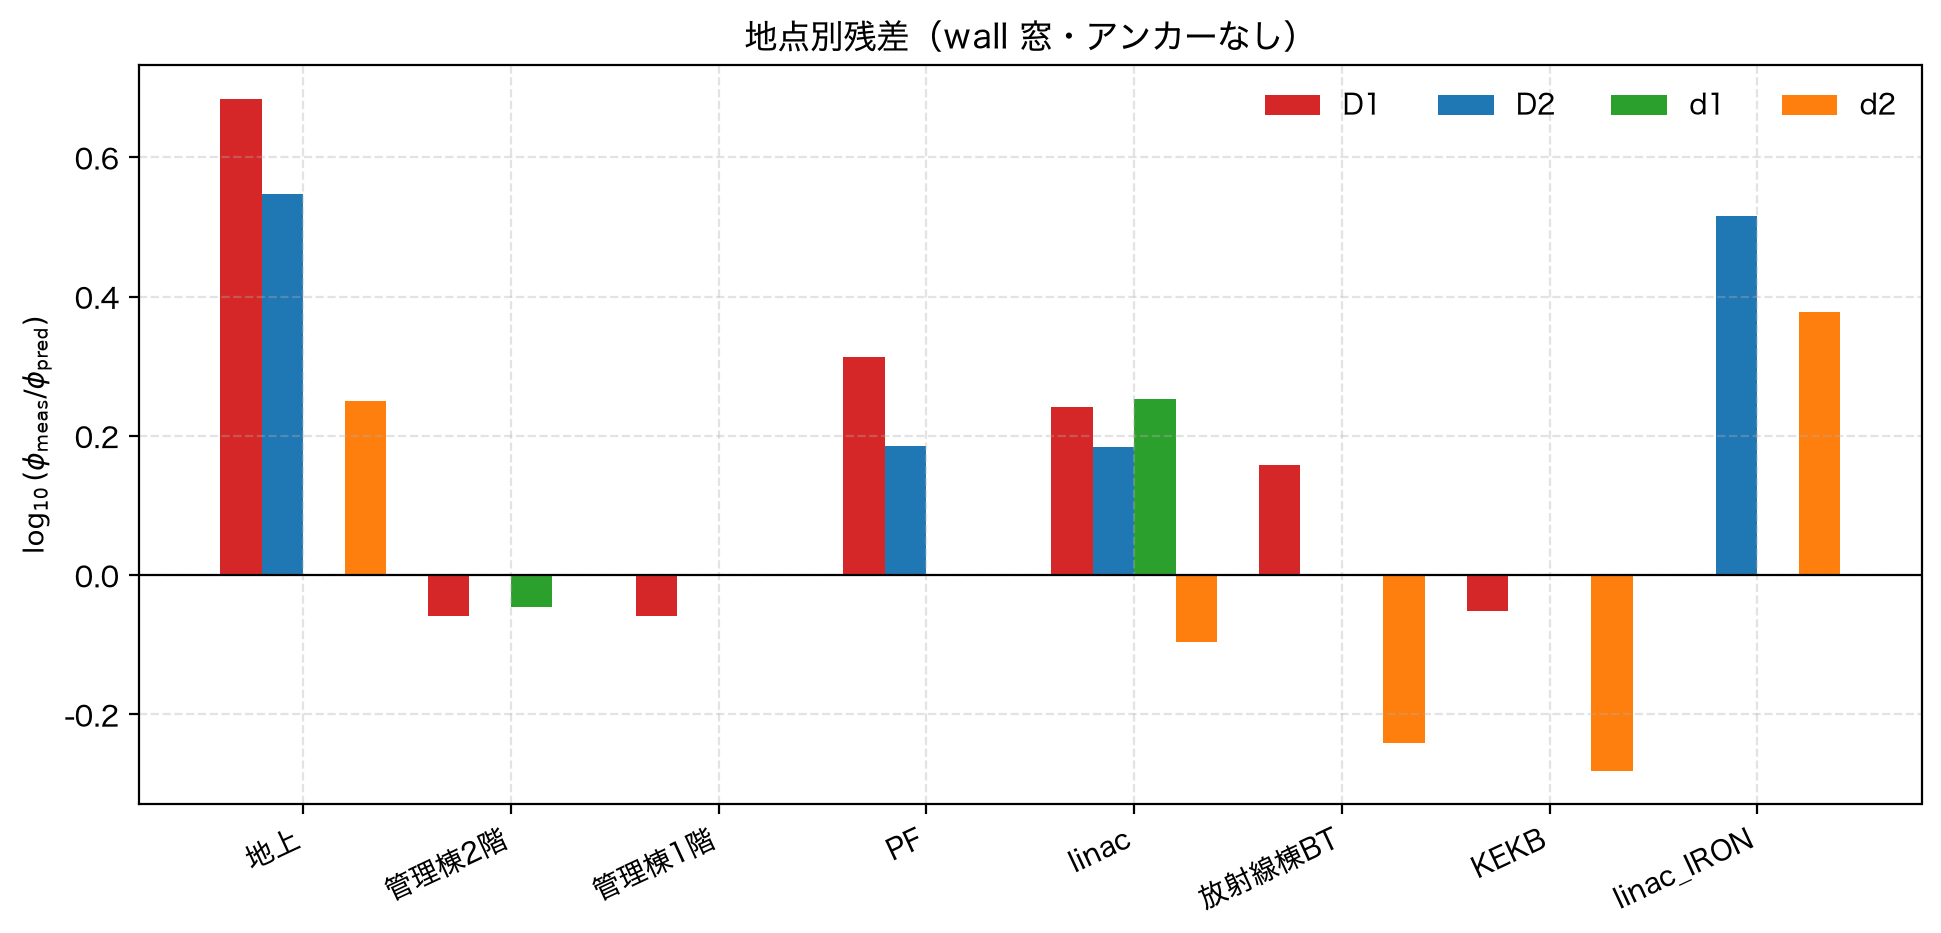 地点別残差（wall 窓・アンカーなし）
D1 D2 d1 d2
log₁₀(ϕmeas/ϕpred)
0.6
0.4
0.2
0.0
-0.2
地上 管理棟2階 管理棟1階 PF linac 放射線棟BT KEKB linac_IRON